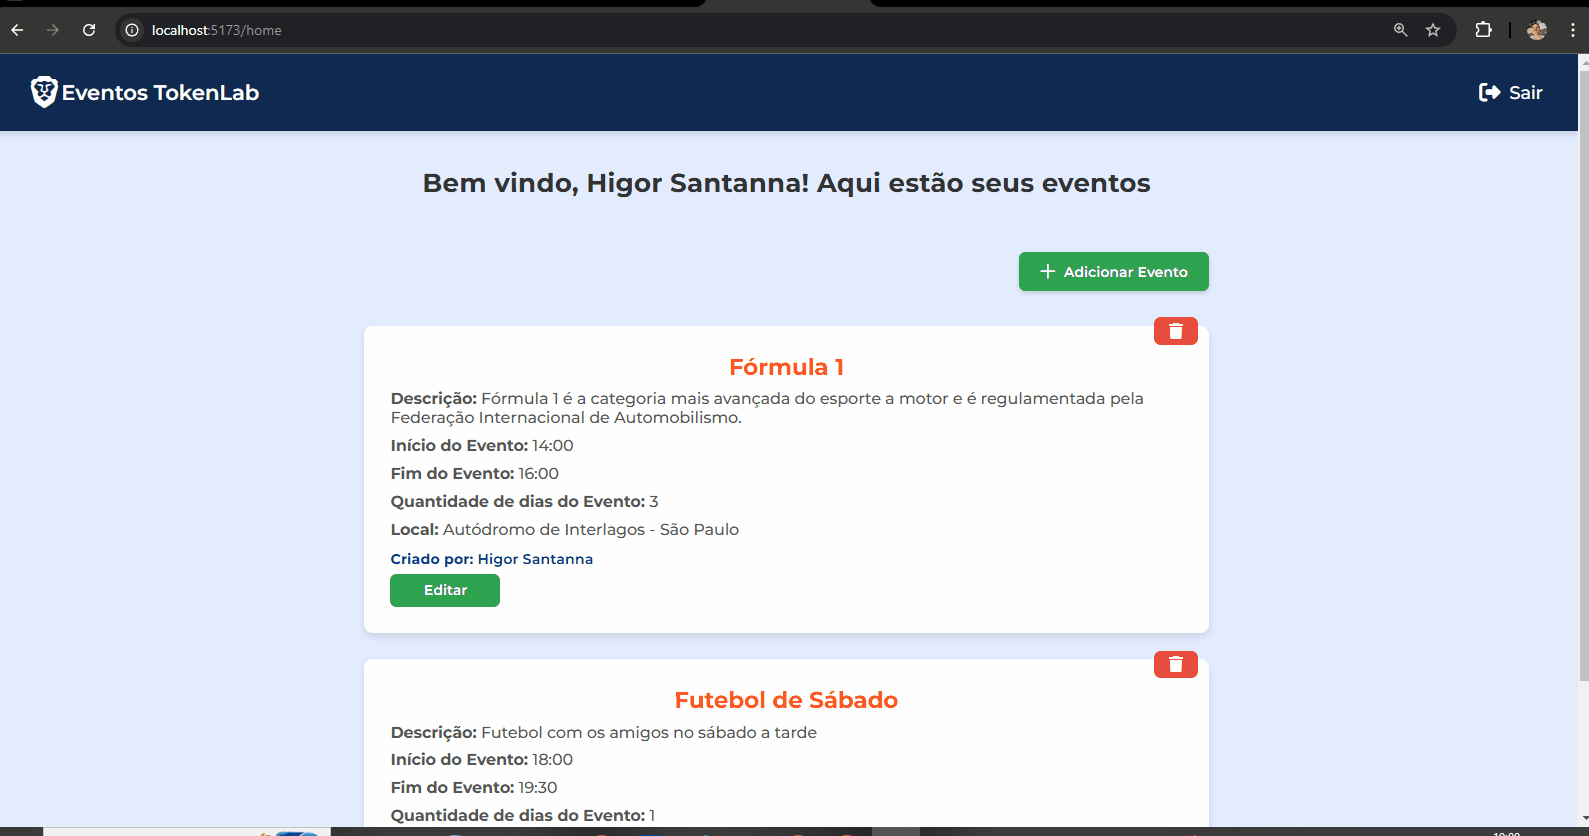 localhost:5173/home
Eventos TokenLab
Sair
Bem vindo, Higor Santanna! Aqui estão seus eventos
Adicionar Evento
Fórmula 1
Descrição: Fórmula 1 é a categoria mais avançada do esporte a motor e é regulamentada pela
Federação Internacional de Automobilismo.
Início do Evento: 14:00
Fim do Evento: 16:00
Quantidade de dias do Evento: 3
Local: Autódromo de Interlagos - São Paulo
Criado por: Higor Santanna
Editar
Futebol de Sábado
Descrição: Futebol com os amigos no sábado a tarde
Início do Evento: 18:00
Fim do Evento: 19:30
Quantidade de dias do Evento: 1